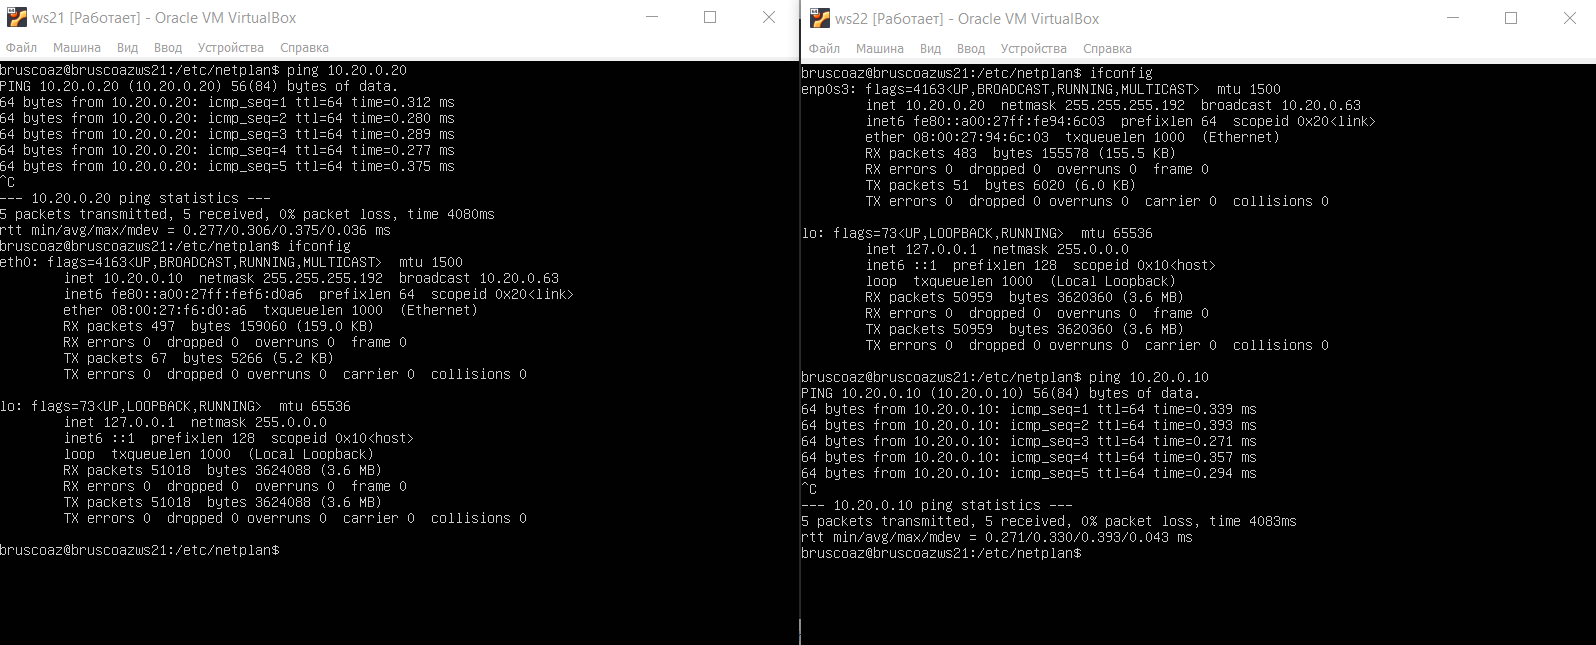 ws21 [Работает] - Oracle VM VirtualBox
Файл Машина Вид Ввод Устройства Справка
bruscoaz@bruscoazws21:/etc/netplan$ ping 10.20.0.20
PING 10.20.0.20 (10.20.0.20) 56(84) bytes of data.
64 bytes from 10.20.0.20: icmp_seq=1 ttl=64 time=0.312 ms
64 bytes from 10.20.0.20: icmp_seq=2 ttl=64 time=0.280 ms
64 bytes from 10.20.0.20: icmp_seq=3 ttl=64 time=0.289 ms
64 bytes from 10.20.0.20: icmp_seq=4 ttl=64 time=0.277 ms
64 bytes from 10.20.0.20: icmp_seq=5 ttl=64 time=0.375 ms
^C
--- 10.20.0.20 ping statistics ---
5 packets transmitted, 5 received, 0% packet loss, time 4080ms
rtt min/avg/max/mdev = 0.277/0.306/0.375/0.036 ms
bruscoaz@bruscoazws21:/etc/netplan$ ifconfig
eth0: flags=4163<UP,BROADCAST,RUNNING,MULTICAST>  mtu 1500
        inet 10.20.0.10  netmask 255.255.255.192  broadcast 10.20.0.63
        inet6 fe80::a00:27ff:fef6:d0a6  prefixlen 64  scopeid 0x20<link>
        ether 08:00:27:f6:d0:a6  txqueuelen 1000  (Ethernet)
        RX packets 497  bytes 159060 (159.0 KB)
        RX errors 0  dropped 0  overruns 0  frame 0
        TX packets 67  bytes 5266 (5.2 KB)
        TX errors 0  dropped 0 overruns 0  carrier 0  collisions 0
lo: flags=73<UP,LOOPBACK,RUNNING>  mtu 65536
        inet 127.0.0.1  netmask 255.0.0.0
        inet6 ::1  prefixlen 128  scopeid 0x10<host>
        loop  txqueuelen 1000  (Local Loopback)
        RX packets 51018  bytes 3624088 (3.6 MB)
        RX errors 0  dropped 0  overruns 0  frame 0
        TX packets 51018  bytes 3624088 (3.6 MB)
        TX errors 0  dropped 0 overruns 0  carrier 0  collisions 0
bruscoaz@bruscoazws21:/etc/netplan$
ws22 [Работает] - Oracle VM VirtualBox
Файл Машина Вид Ввод Устройства Справка
bruscoaz@bruscoazws21:/etc/netplan$ ifconfig
enp0s3: flags=4163<UP,BROADCAST,RUNNING,MULTICAST>  mtu 1500
        inet 10.20.0.20  netmask 255.255.255.192  broadcast 10.20.0.63
        inet6 fe80::a00:27ff:fe94:6c03  prefixlen 64  scopeid 0x20<link>
        ether 08:00:27:94:6c:03  txqueuelen 1000  (Ethernet)
        RX packets 483  bytes 155578 (155.5 KB)
        RX errors 0  dropped 0  overruns 0  frame 0
        TX packets 51  bytes 6020 (6.0 KB)
        TX errors 0  dropped 0 overruns 0  carrier 0  collisions 0
lo: flags=73<UP,LOOPBACK,RUNNING>  mtu 65536
        inet 127.0.0.1  netmask 255.0.0.0
        inet6 ::1  prefixlen 128  scopeid 0x10<host>
        loop  txqueuelen 1000  (Local Loopback)
        RX packets 50959  bytes 3620360 (3.6 MB)
        RX errors 0  dropped 0  overruns 0  frame 0
        TX packets 50959  bytes 3620360 (3.6 MB)
        TX errors 0  dropped 0 overruns 0  carrier 0  collisions 0
bruscoaz@bruscoazws21:/etc/netplan$ ping 10.20.0.10
PING 10.20.0.10 (10.20.0.10) 56(84) bytes of data.
64 bytes from 10.20.0.10: icmp_seq=1 ttl=64 time=0.339 ms
64 bytes from 10.20.0.10: icmp_seq=2 ttl=64 time=0.393 ms
64 bytes from 10.20.0.10: icmp_seq=3 ttl=64 time=0.271 ms
64 bytes from 10.20.0.10: icmp_seq=4 ttl=64 time=0.357 ms
64 bytes from 10.20.0.10: icmp_seq=5 ttl=64 time=0.294 ms
^C
--- 10.20.0.10 ping statistics ---
5 packets transmitted, 5 received, 0% packet loss, time 4083ms
rtt min/avg/max/mdev = 0.271/0.330/0.393/0.043 ms
bruscoaz@bruscoazws21:/etc/netplan$